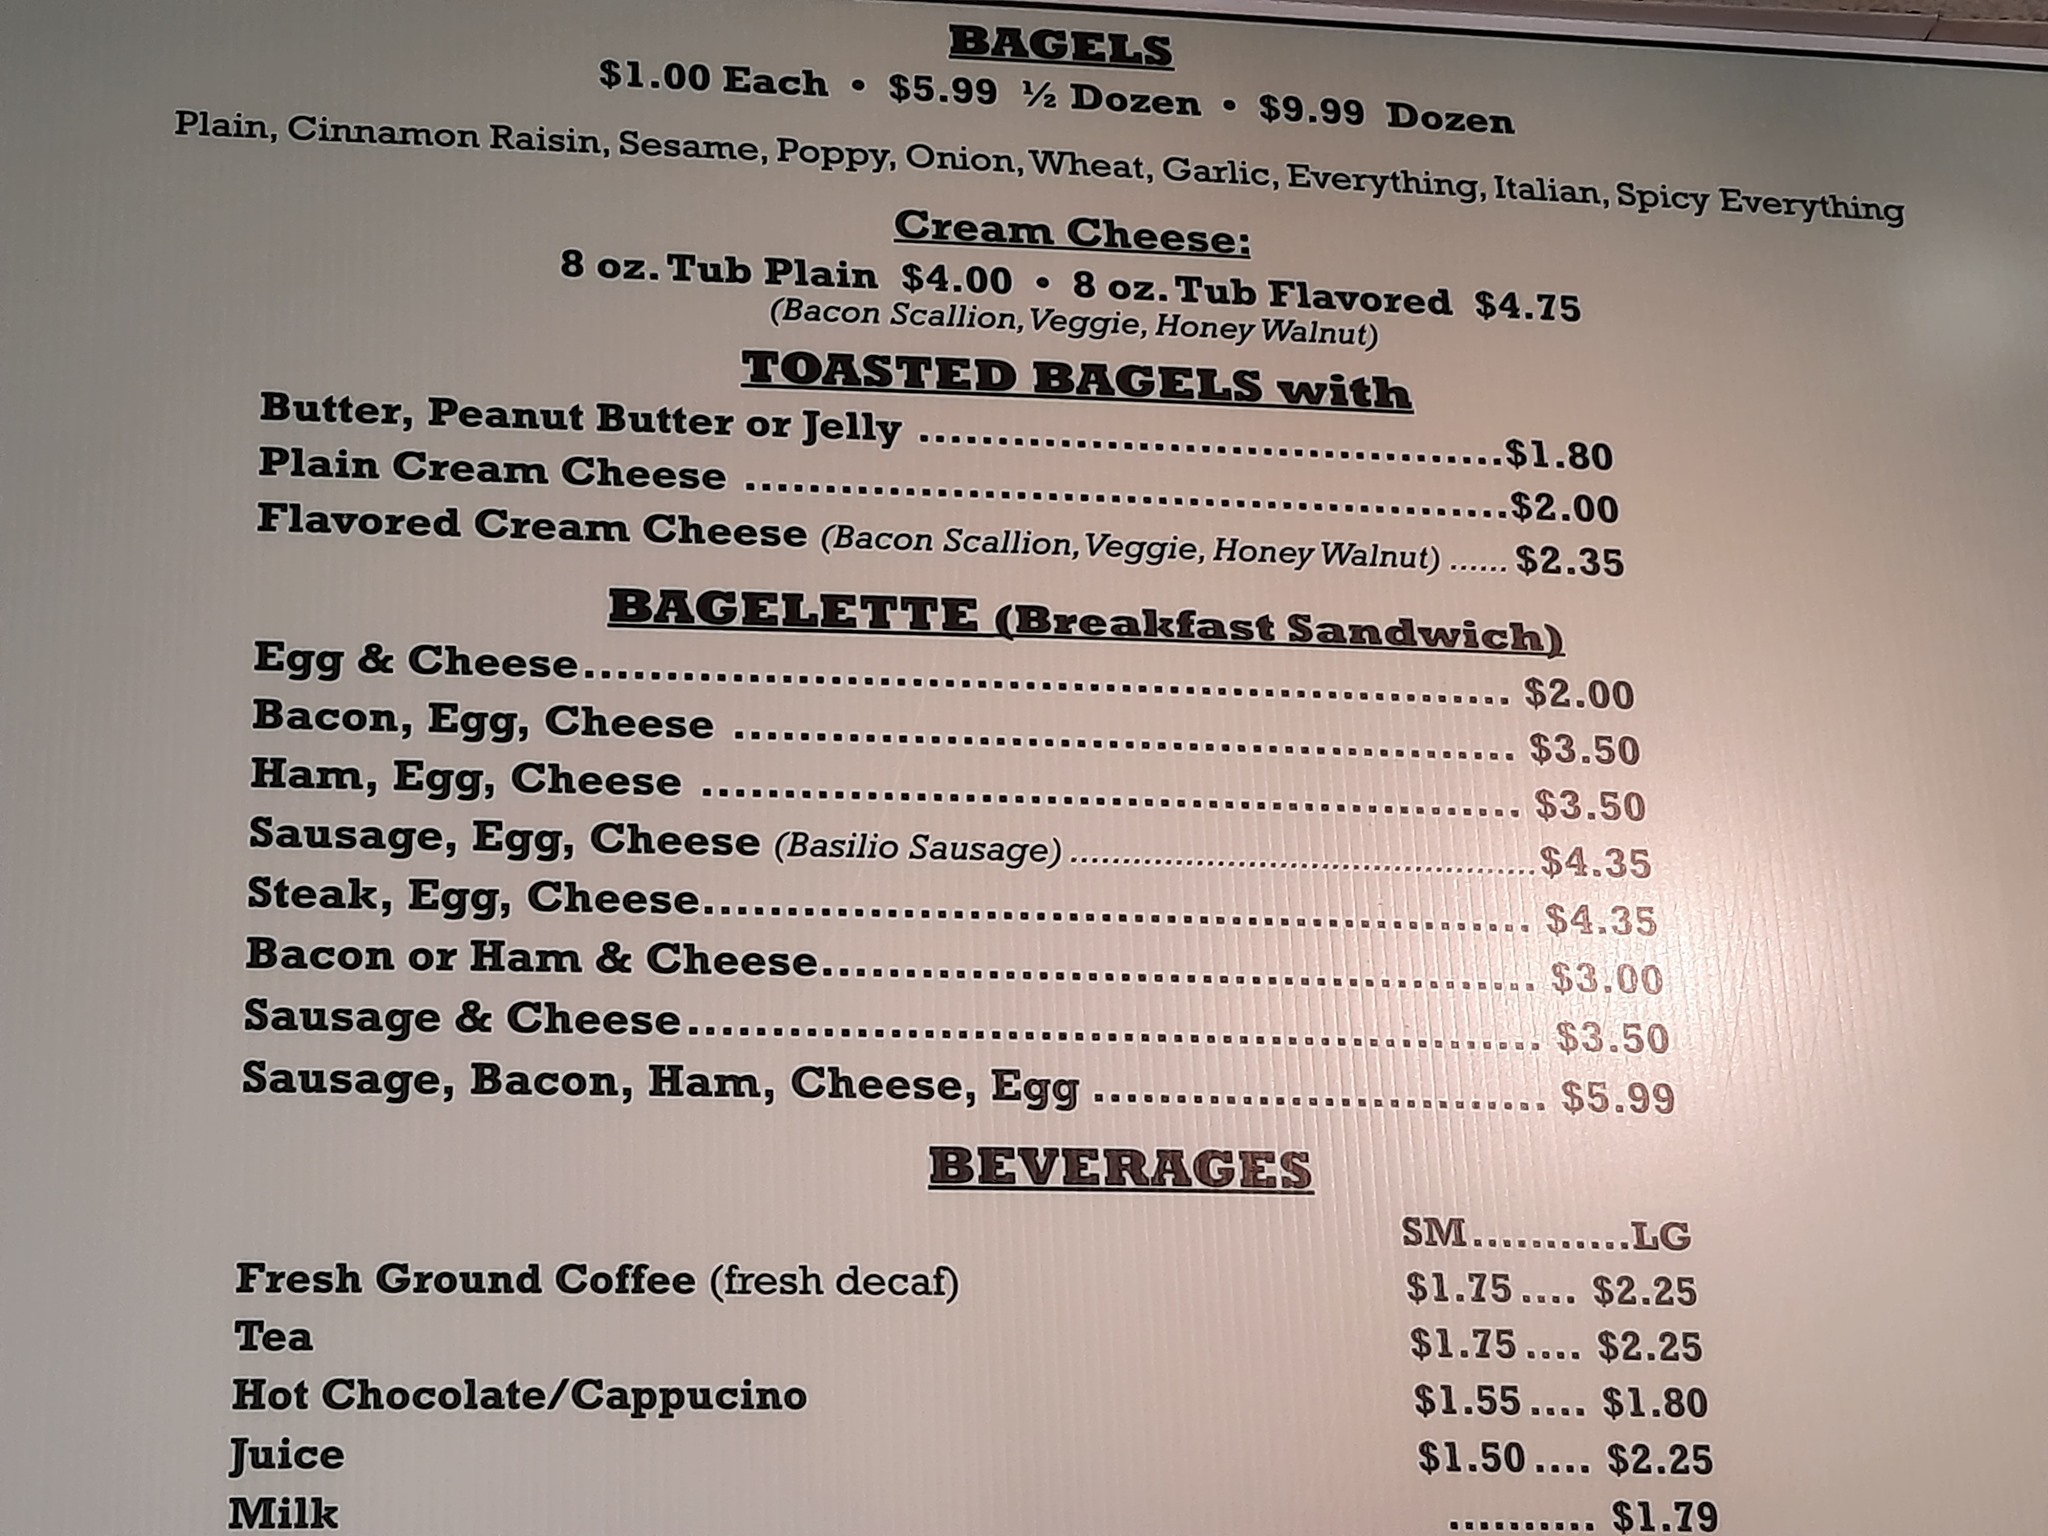 BAGELS
$1.00 Each • $5.99 ½ Dozen • $9.99 Dozen
Plain, Cinnamon Raisin, Sesame, Poppy, Onion, Wheat, Garlic, Everything, Italian, Spicy Everything
Cream Cheese:
8 oz. Tub Plain $4.00 • 8 oz. Tub Flavored $4.75
(Bacon Scallion, Veggie, Honey Walnut)
TOASTED BAGELS with
Butter, Peanut Butter or Jelly ..................................... $1.80
Plain Cream Cheese ................................................ $2.00
Flavored Cream Cheese (Bacon Scallion, Veggie, Honey Walnut) ...... $2.35
BAGELETTE (Breakfast Sandwich)
Egg & Cheese......................................................... $2.00
Bacon, Egg, Cheese ................................................ $3.50
Ham, Egg, Cheese .................................................. $3.50
Sausage, Egg, Cheese (Basilio Sausage) ............................................. $4.35
Steak, Egg, Cheese.................................................. $4.35
Bacon or Ham & Cheese........................................... $3.00
Sausage & Cheese.................................................... $3.50
Sausage, Bacon, Ham, Cheese, Egg ............................ $5.99
BEVERAGES
SM...........LG
Fresh Ground Coffee (fresh decaf) $1.75 .... $2.25
Tea $1.75 .... $2.25
Hot Chocolate/Cappucino $1.55 .... $1.80
Juice $1.50 .... $2.25
Milk .......... $1.79